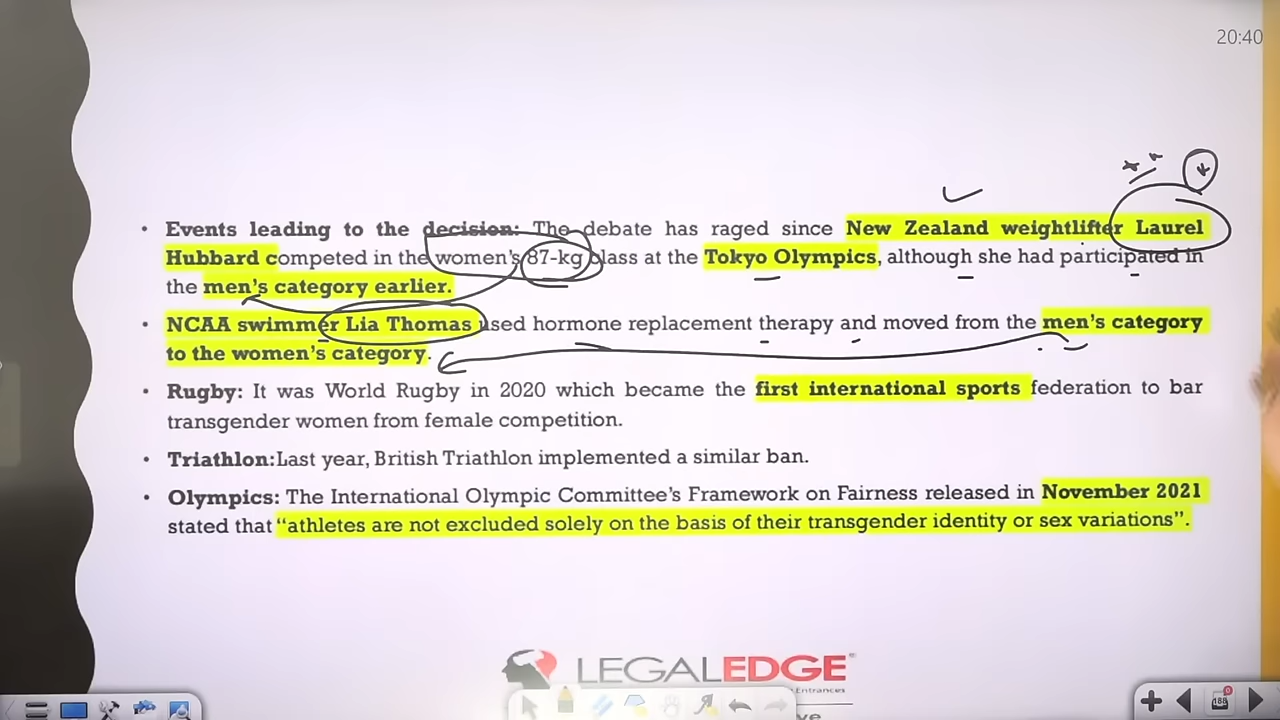 20:40
• Events leading to the decision: The debate has raged since New Zealand weightlifter Laurel
Hubbard competed in the women's 87-kg class at the Tokyo Olympics, although she had participated in
the men's category earlier.
• NCAA swimmer Lia Thomas used hormone replacement therapy and moved from the men's category
to the women's category.
• Rugby: It was World Rugby in 2020 which became the first international sports federation to bar
transgender women from female competition.
• Triathlon:Last year, British Triathlon implemented a similar ban.
• Olympics: The International Olympic Committee's Framework on Fairness released in November 2021
stated that "athletes are not excluded solely on the basis of their transgender identity or sex variations".
LEGALEDGE
Entrances